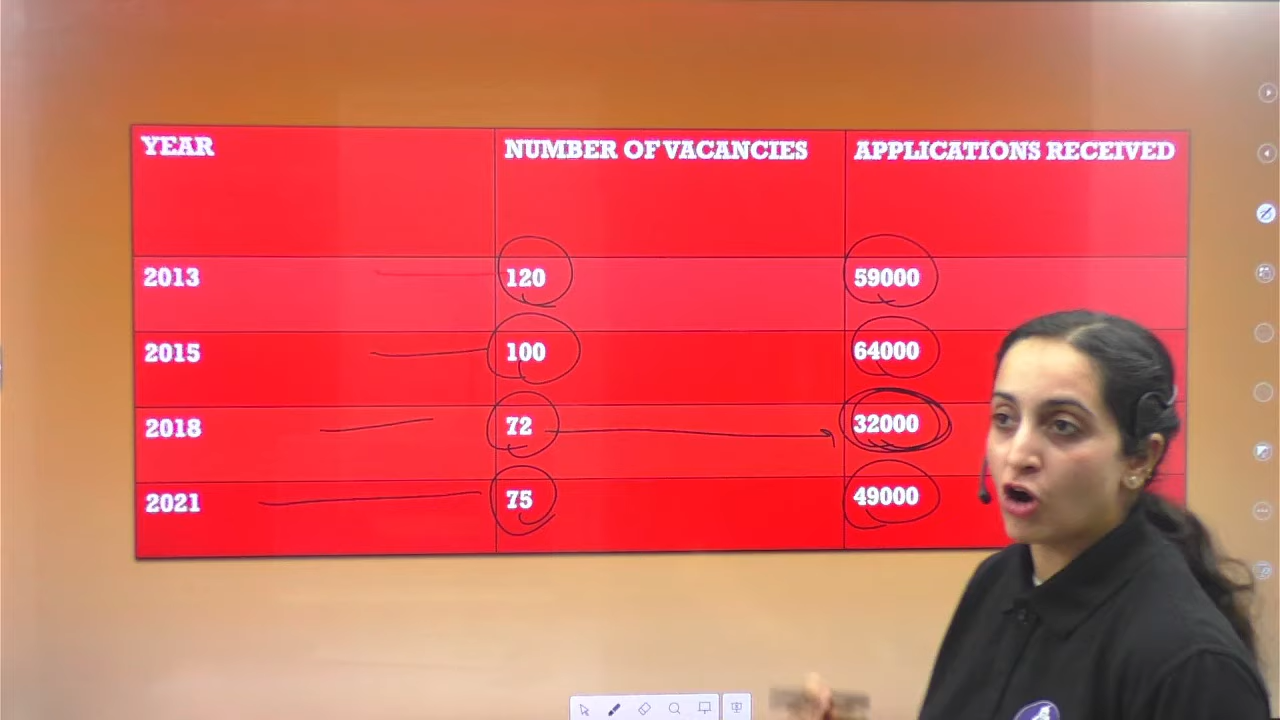 YEAR NUMBER OF VACANCIES APPLICATIONS RECEIVED
2013 120 59000
2015 100 64000
2018 72 32000
2021 75 49000